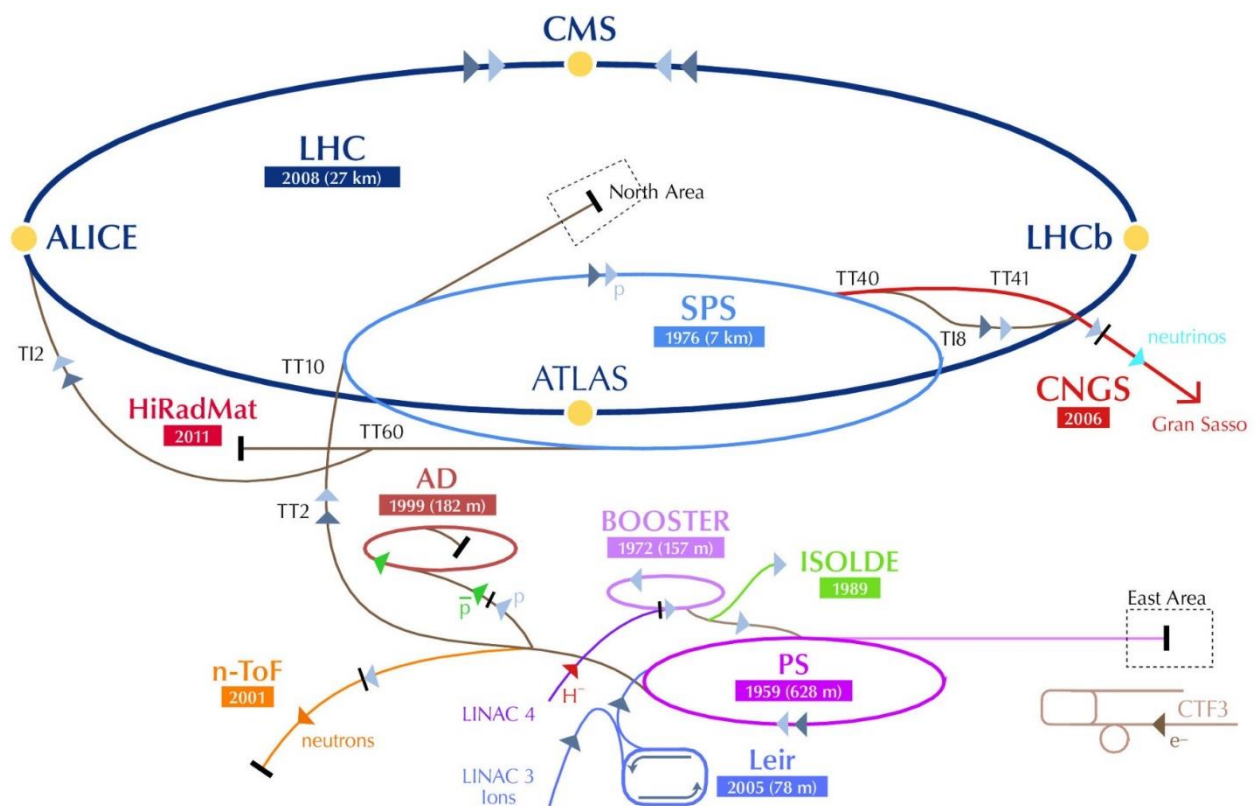 CMS
LHC
2008 (27 km)
North Area
ALICE
LHCb
TT40
TT41
p
SPS
1976 (7 km)
TI8
neutrinos
TI2
TT10
ATLAS
CNGS
2006
Gran Sasso
HiRadMat
2011
TT60
AD
1999 (182 m)
TT2
BOOSTER
1972 (157 m)
ISOLDE
1989
p̅
p
East Area
n-ToF
2001
PS
1959 (628 m)
H⁻
LINAC 4
neutrons
CTF3
e–
LINAC 3
Ions
Leir
2005 (78 m)